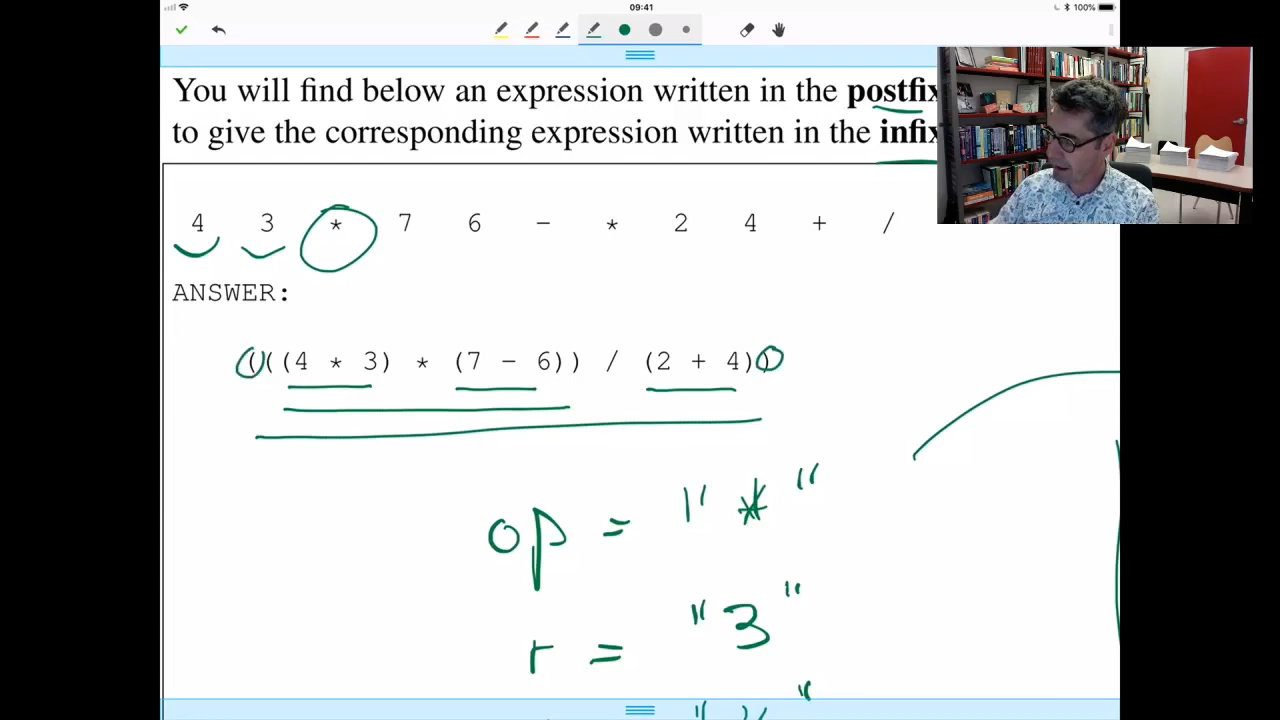 09:41
100%
You will find below an expression written in the postfix
to give the corresponding expression written in the infix
4 3 * 7 6 - * 2 4 + /
ANSWER:
(((4 * 3) * (7 - 6)) / (2 + 4))
op = "*"
r = "3"